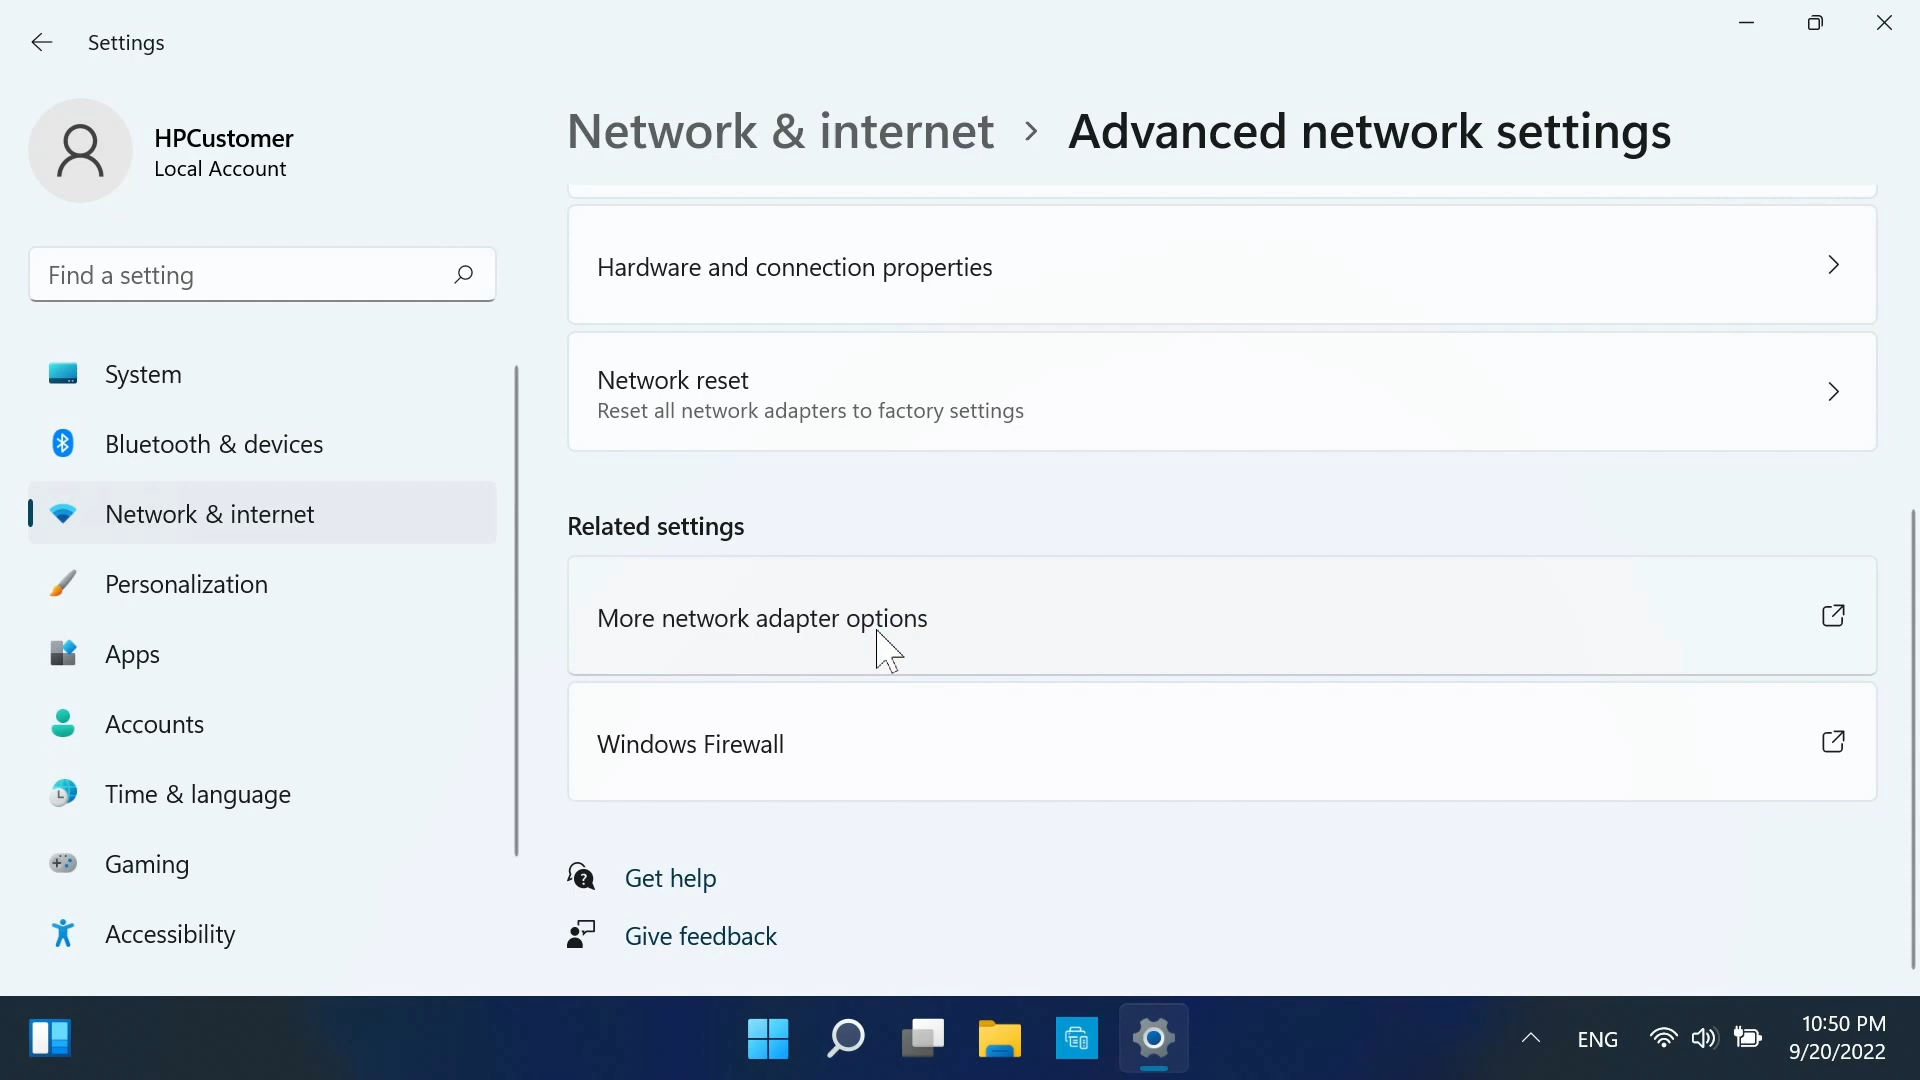 Settings
HPCustomer
Local Account
Find a setting
System
Bluetooth & devices
Network & internet
Personalization
Apps
Accounts
Time & language
Gaming
Accessibility
Network & internet > Advanced network settings
Hardware and connection properties
Network reset
Reset all network adapters to factory settings
Related settings
More network adapter options
Windows Firewall
Get help
Give feedback
ENG
10:50 PM
9/20/2022